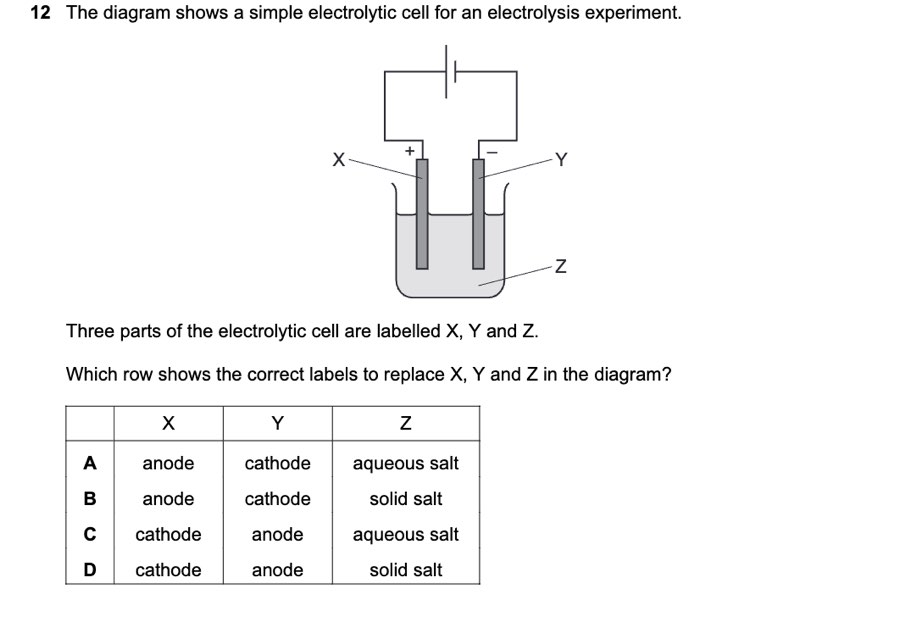 12 The diagram shows a simple electrolytic cell for an electrolysis experiment.
+ −
X Y
Z
Three parts of the electrolytic cell are labelled X, Y and Z.
Which row shows the correct labels to replace X, Y and Z in the diagram?
X Y Z
A anode cathode aqueous salt
B anode cathode solid salt
C cathode anode aqueous salt
D cathode anode solid salt